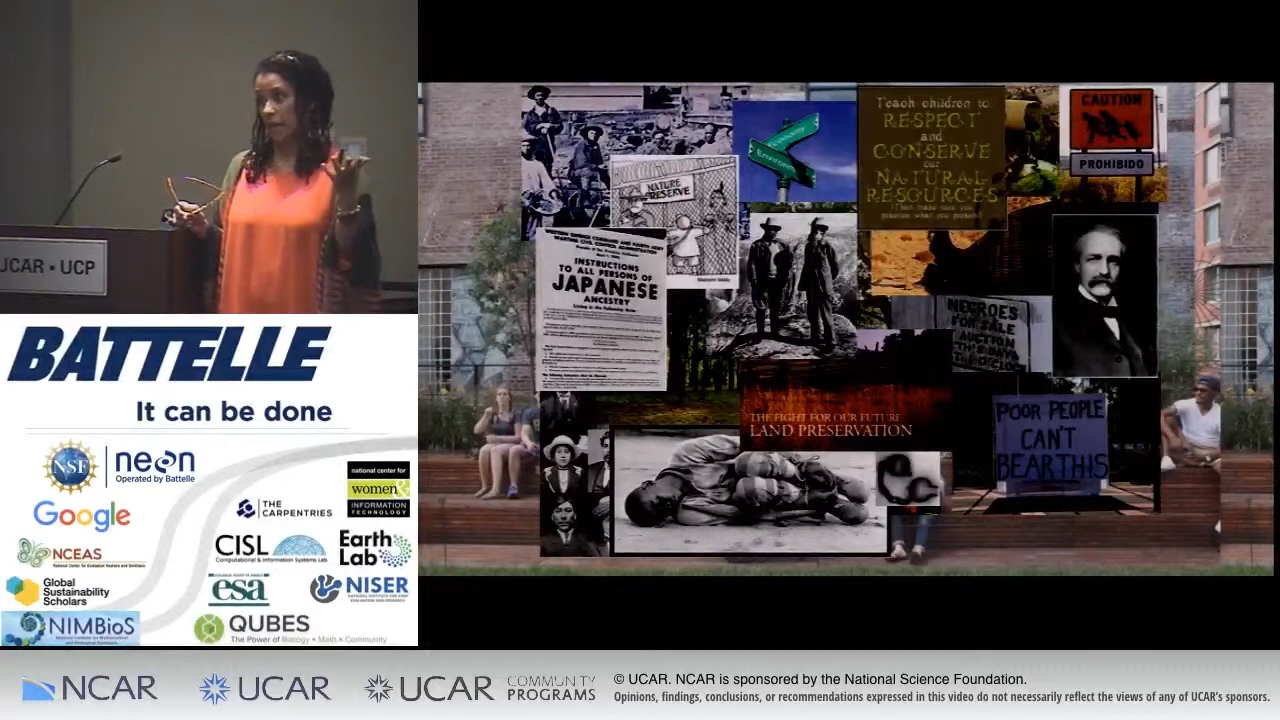 UCAR • UCP
BATTELLE
It can be done
NSF
neon
Operated by Battelle
national center for
women&
INFORMATION
TECHNOLOGY
Google
THE
CARPENTRIES
NCEAS
CISL
Computational & Information Systems Lab
Earth
Lab
Global
Sustainability
Scholars
esa
NISER
NIMBioS
QUBES
The Power of Biology • Math • Community
NATURE
RESERVE
Teach children to
RESPECT
and
CONSERVE
our
NATURAL
RESOURCES
CAUTION
PROHIBIDO
INSTRUCTIONS
TO ALL PERSONS OF
JAPANESE
ANCESTRY
NEGROES
FOR SALE
AUCTION
THE FIGHT FOR OUR FUTURE
LAND PRESERVATION
POOR PEOPLE
CAN'T
BEAR THIS
NCAR
UCAR
UCAR
COMMUNITY
PROGRAMS
© UCAR. NCAR is sponsored by the National Science Foundation.
Opinions, findings, conclusions, or recommendations expressed in this video do not necessarily reflect the views of any of UCAR's sponsors.